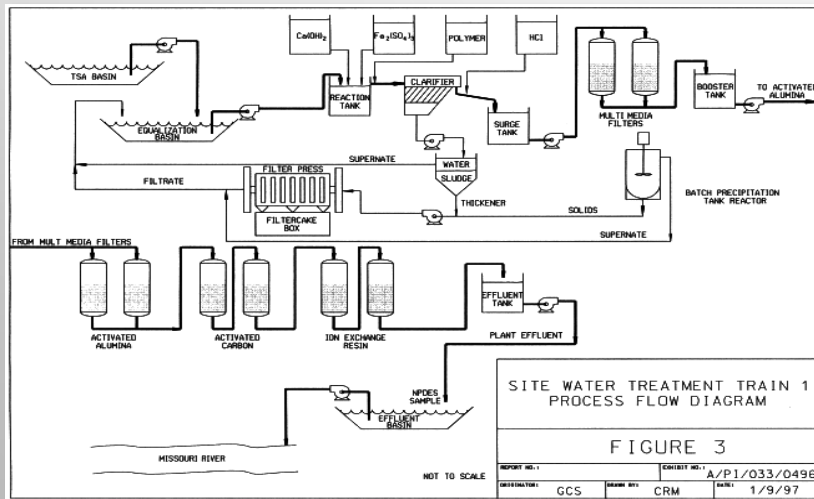 Ca(OH)2
Fe2(SO4)3
POLYMER
HCl
TSA BASIN
REACTION
TANK
CLARIFIER
EQUALIZATION
BASIN
SURGE
TANK
MULTI MEDIA
FILTERS
BOOSTER
TANK
TO ACTIVATED
ALUMINA
SUPERNATE
WATER
SLUDGE
FILTER PRESS
FILTRATE
THICKENER
SOLIDS
BATCH PRECIPITATION
TANK REACTOR
FILTERCAKE
BOX
SUPERNATE
FROM MULT MEDIA FILTERS
ACTIVATED
ALUMINA
ACTIVATED
CARBON
ION EXCHANGE
RESIN
EFFLUENT
TANK
PLANT EFFLUENT
NPDES
SAMPLE
EFFLUENT
BASIN
MISSOURI RIVER
NOT TO SCALE
SITE WATER TREATMENT TRAIN 1
PROCESS FLOW DIAGRAM
FIGURE 3
REPORT NO.:
EXHIBIT NO.: A/PI/033/0496
ORIGINATOR: GCS
DRAWN BY: CRM
DATE: 1/9/97